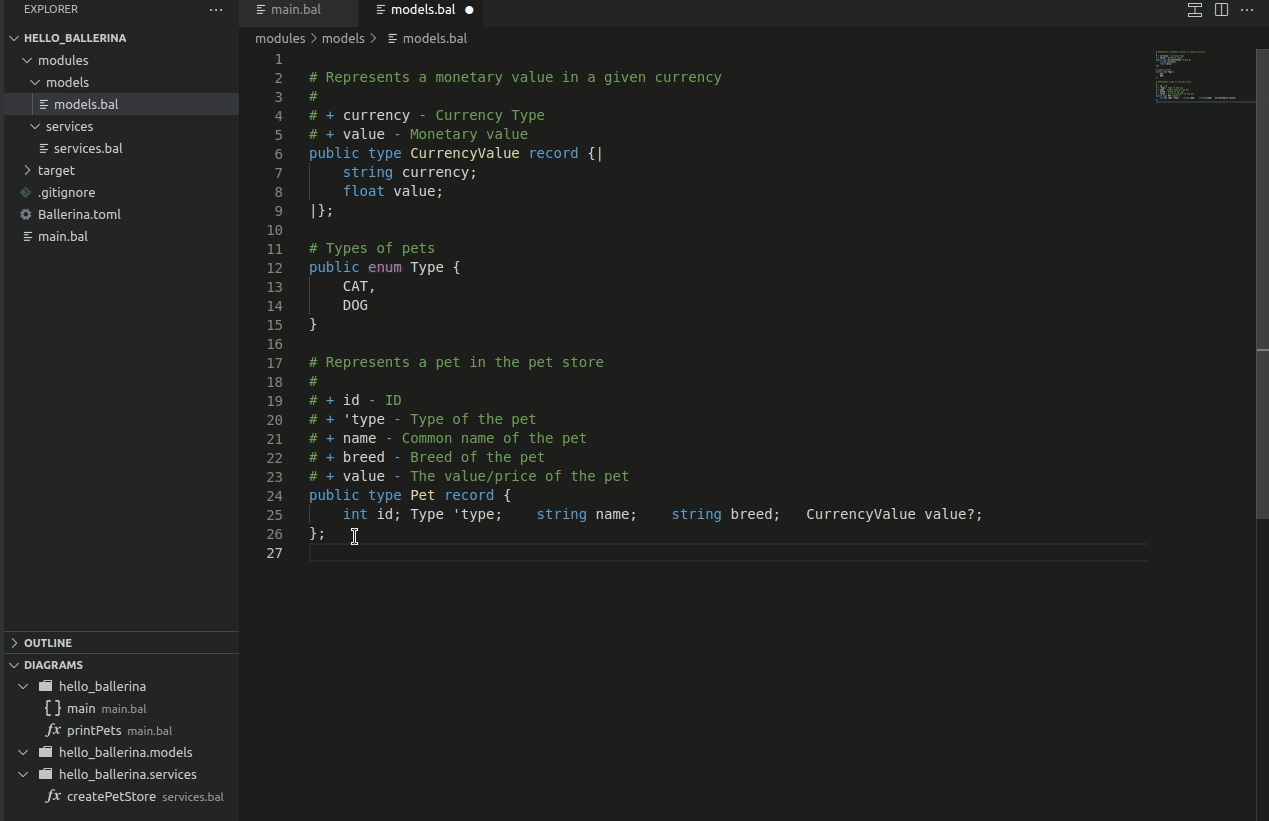 EXPLORER
···
HELLO_BALLERINA
modules
models
models.bal
services
services.bal
target
.gitignore
Ballerina.toml
main.bal
OUTLINE
DIAGRAMS
hello_ballerina
{} main main.bal
fx printPets main.bal
hello_ballerina.models
hello_ballerina.services
fx createPetStore services.bal
main.bal
models.bal ●
···
modules > models > models.bal
1
2 # Represents a monetary value in a given currency
3 #
4 # + currency - Currency Type
5 # + value - Monetary value
6 public type CurrencyValue record {|
7     string currency;
8     float value;
9 |};
10
11 # Types of pets
12 public enum Type {
13     CAT,
14     DOG
15 }
16
17 # Represents a pet in the pet store
18 #
19 # + id - ID
20 # + 'type - Type of the pet
21 # + name - Common name of the pet
22 # + breed - Breed of the pet
23 # + value - The value/price of the pet
24 public type Pet record {
25     int id; Type 'type;    string name;    string breed;   CurrencyValue value?;
26 };
27